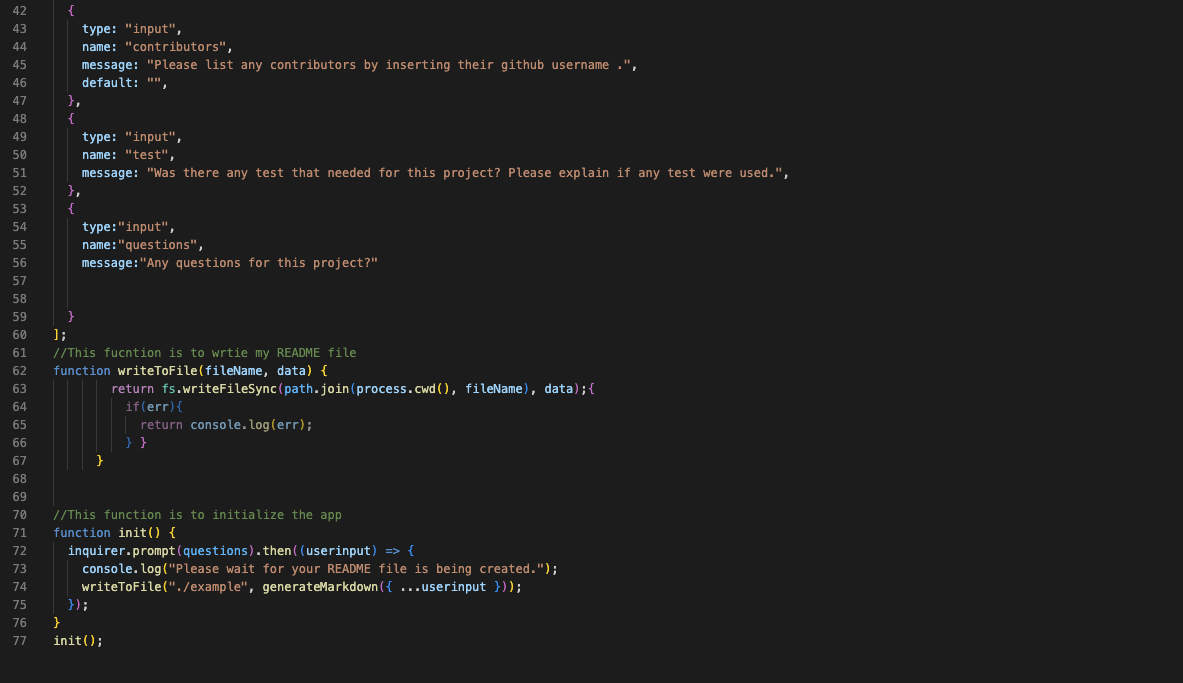 42 {
43 type: "input",
44 name: "contributors",
45 message: "Please list any contributors by inserting their github username .",
46 default: "",
47 },
48 {
49 type: "input",
50 name: "test",
51 message: "Was there any test that needed for this project? Please explain if any test were used.",
52 },
53 {
54 type:"input",
55 name:"questions",
56 message:"Any questions for this project?"
57
58
59 }
60 ];
61 //This fucntion is to wrtie my README file
62 function writeToFile(fileName, data) {
63 return fs.writeFileSync(path.join(process.cwd(), fileName), data);{
64 if(err){
65 return console.log(err);
66 } }
67 }
68
69
70 //This function is to initialize the app
71 function init() {
72 inquirer.prompt(questions).then((userinput) => {
73 console.log("Please wait for your README file is being created.");
74 writeToFile("./example", generateMarkdown({ ...userinput }));
75 });
76 }
77 init();